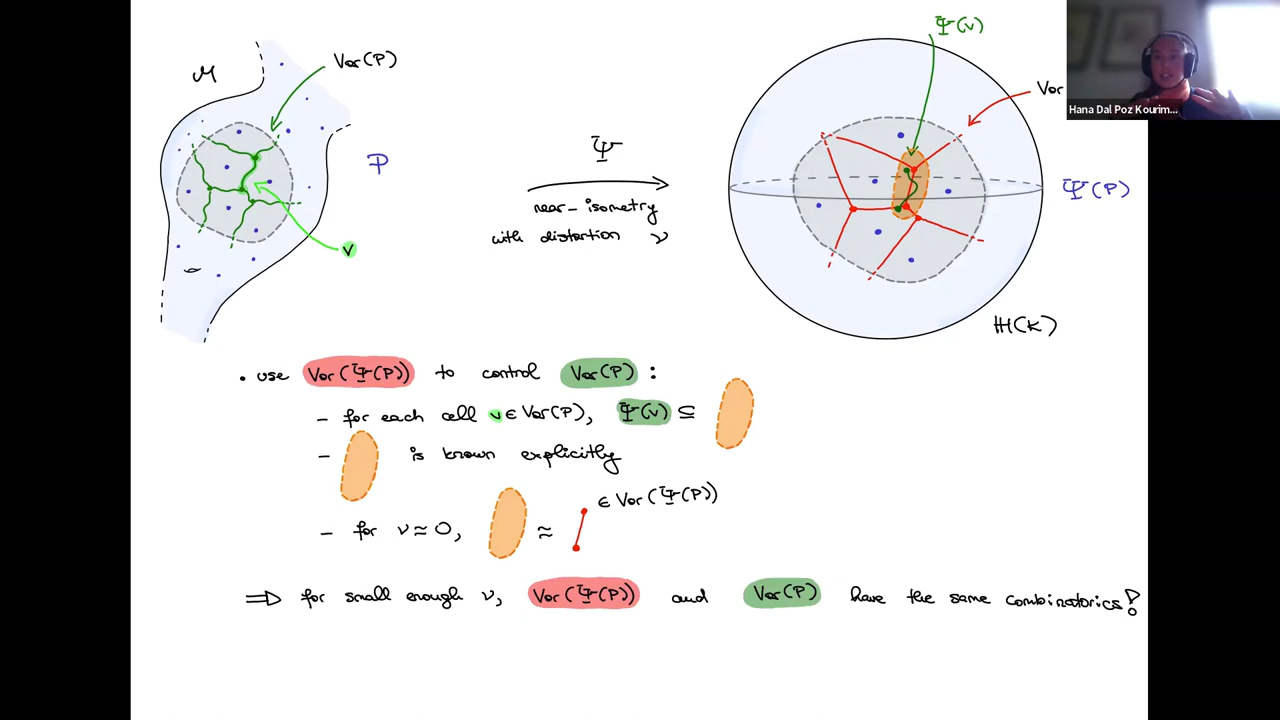 M
Vor(P)
P
v
Ψ
near-isometry
with distortion ν
Ψ(v)
Vor
Hana Dal Poz Kourim...
Ψ(P)
ℍ(K)
• use Vor(Ψ(P)) to control Vor(P) :
- for each cell v ∈ Vor(P), Ψ(v) ⊆
- is known explicitly
∈ Vor(Ψ(P))
- for ν ≈ 0, ≈
⇒ for small enough ν, Vor(Ψ(P)) and Vor(P) have the same combinatorics!